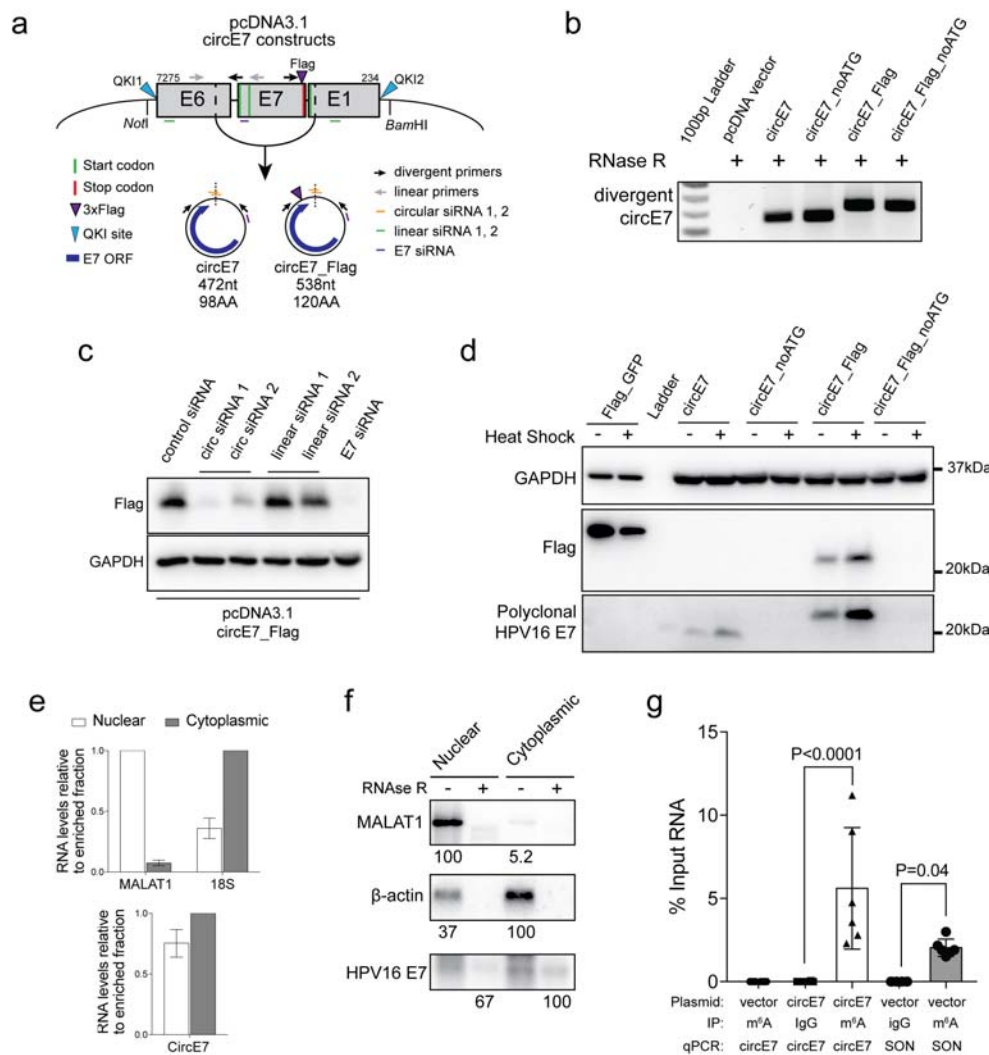 a
pcDNA3.1
circE7 constructs
Flag
QKI1
7275
234
QKI2
E6
E7
E1
NotI
BamHI
Start codon
Stop codon
3xFlag
QKI site
E7 ORF
divergent primers
linear primers
circular siRNA 1, 2
linear siRNA 1, 2
E7 siRNA
circE7
472nt
98AA
circE7_Flag
538nt
120AA
b
100bp Ladder
pcDNA vector
circE7
circE7_noATG
circE7_Flag
circE7_Flag_noATG
RNase R + + + + +
divergent
circE7
c
control siRNA
circ siRNA 1
circ siRNA 2
linear siRNA 1
linear siRNA 2
E7 siRNA
Flag
GAPDH
pcDNA3.1
circE7_Flag
d
Flag_GFP
Ladder
circE7
circE7_noATG
circE7_Flag
circE7_Flag_noATG
Heat Shock - + - + - + - + - +
GAPDH
37kDa
Flag
20kDa
Polyclonal
HPV16 E7
20kDa
e
Nuclear
Cytoplasmic
RNA levels relative
to enriched fraction
1.0
0.5
0.0
MALAT1
18S
RNA levels relative
to enriched fraction
1.0
0.5
0.0
CircE7
f
Nuclear
Cytoplasmic
RNAse R - + - +
MALAT1
100 5.2
β-actin
37 100
HPV16 E7
67 100
g
% Input RNA
15
10
5
0
P<0.0001
P=0.04
Plasmid: vector circE7 circE7 vector vector
IP: m⁶A IgG m⁶A igG m⁶A
qPCR: circE7 circE7 circE7 SON SON